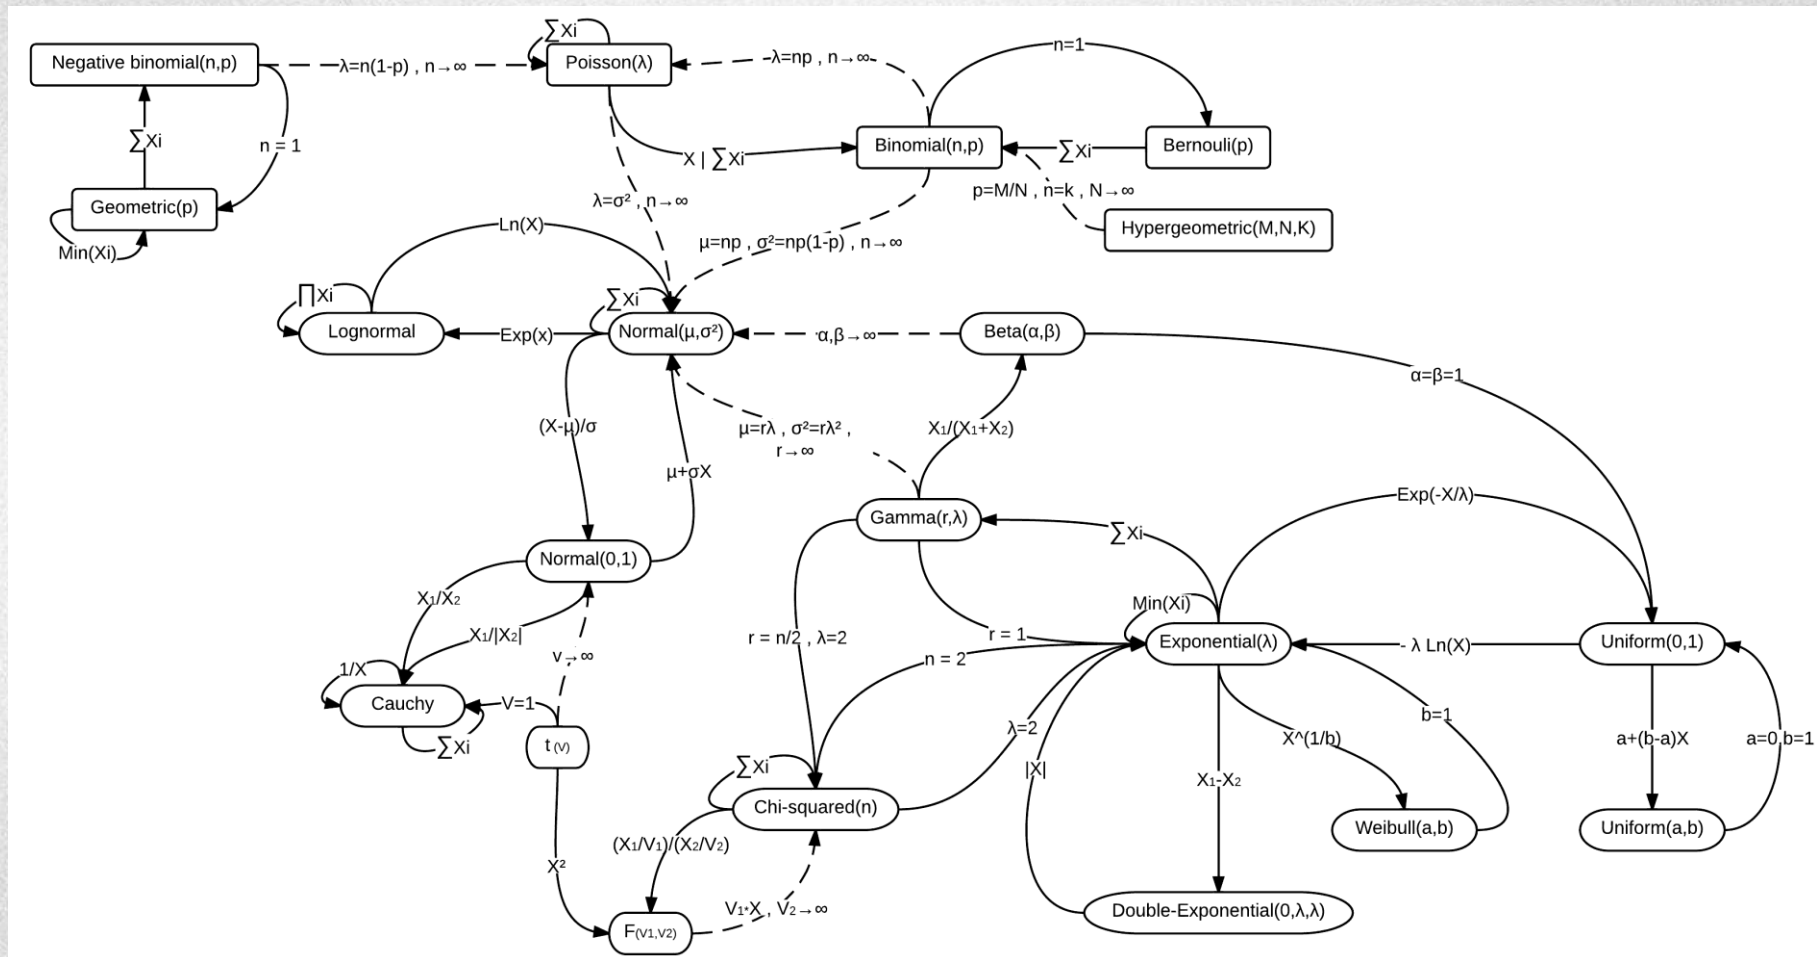 ∑Xi
Negative binomial(n,p)
λ=n(1-p) , n→∞
Poisson(λ)
λ=np , n→∞
n=1
∑Xi
n = 1
X | ∑Xi
Binomial(n,p)
∑Xi
Bernouli(p)
Geometric(p)
Min(Xi)
λ=σ² , n→∞
p=M/N , n=k , N→∞
Hypergeometric(M,N,K)
Ln(X)
µ=np , σ²=np(1-p) , n→∞
∏Xi
∑Xi
Lognormal
Exp(x)
Normal(µ,σ²)
α,β→∞
Beta(α,β)
α=β=1
(X-µ)/σ
µ=rλ , σ²=rλ² ,
r→∞
X1/(X1+X2)
µ+σX
Exp(-X/λ)
Gamma(r,λ)
∑Xi
Normal(0,1)
X1/X2
X1/|X2|
v→∞
r = n/2 , λ=2
r = 1
n = 2
Min(Xi)
Exponential(λ)
- λ Ln(X)
Uniform(0,1)
1/X
Cauchy
V=1
∑Xi
t (V)
λ=2
|X|
X1-X2
X^(1/b)
b=1
a+(b-a)X
a=0,b=1
∑Xi
Chi-squared(n)
Weibull(a,b)
Uniform(a,b)
(X1/V1)/(X2/V2)
X²
V1*X , V2→∞
F(V1,V2)
Double-Exponential(0,λ,λ)